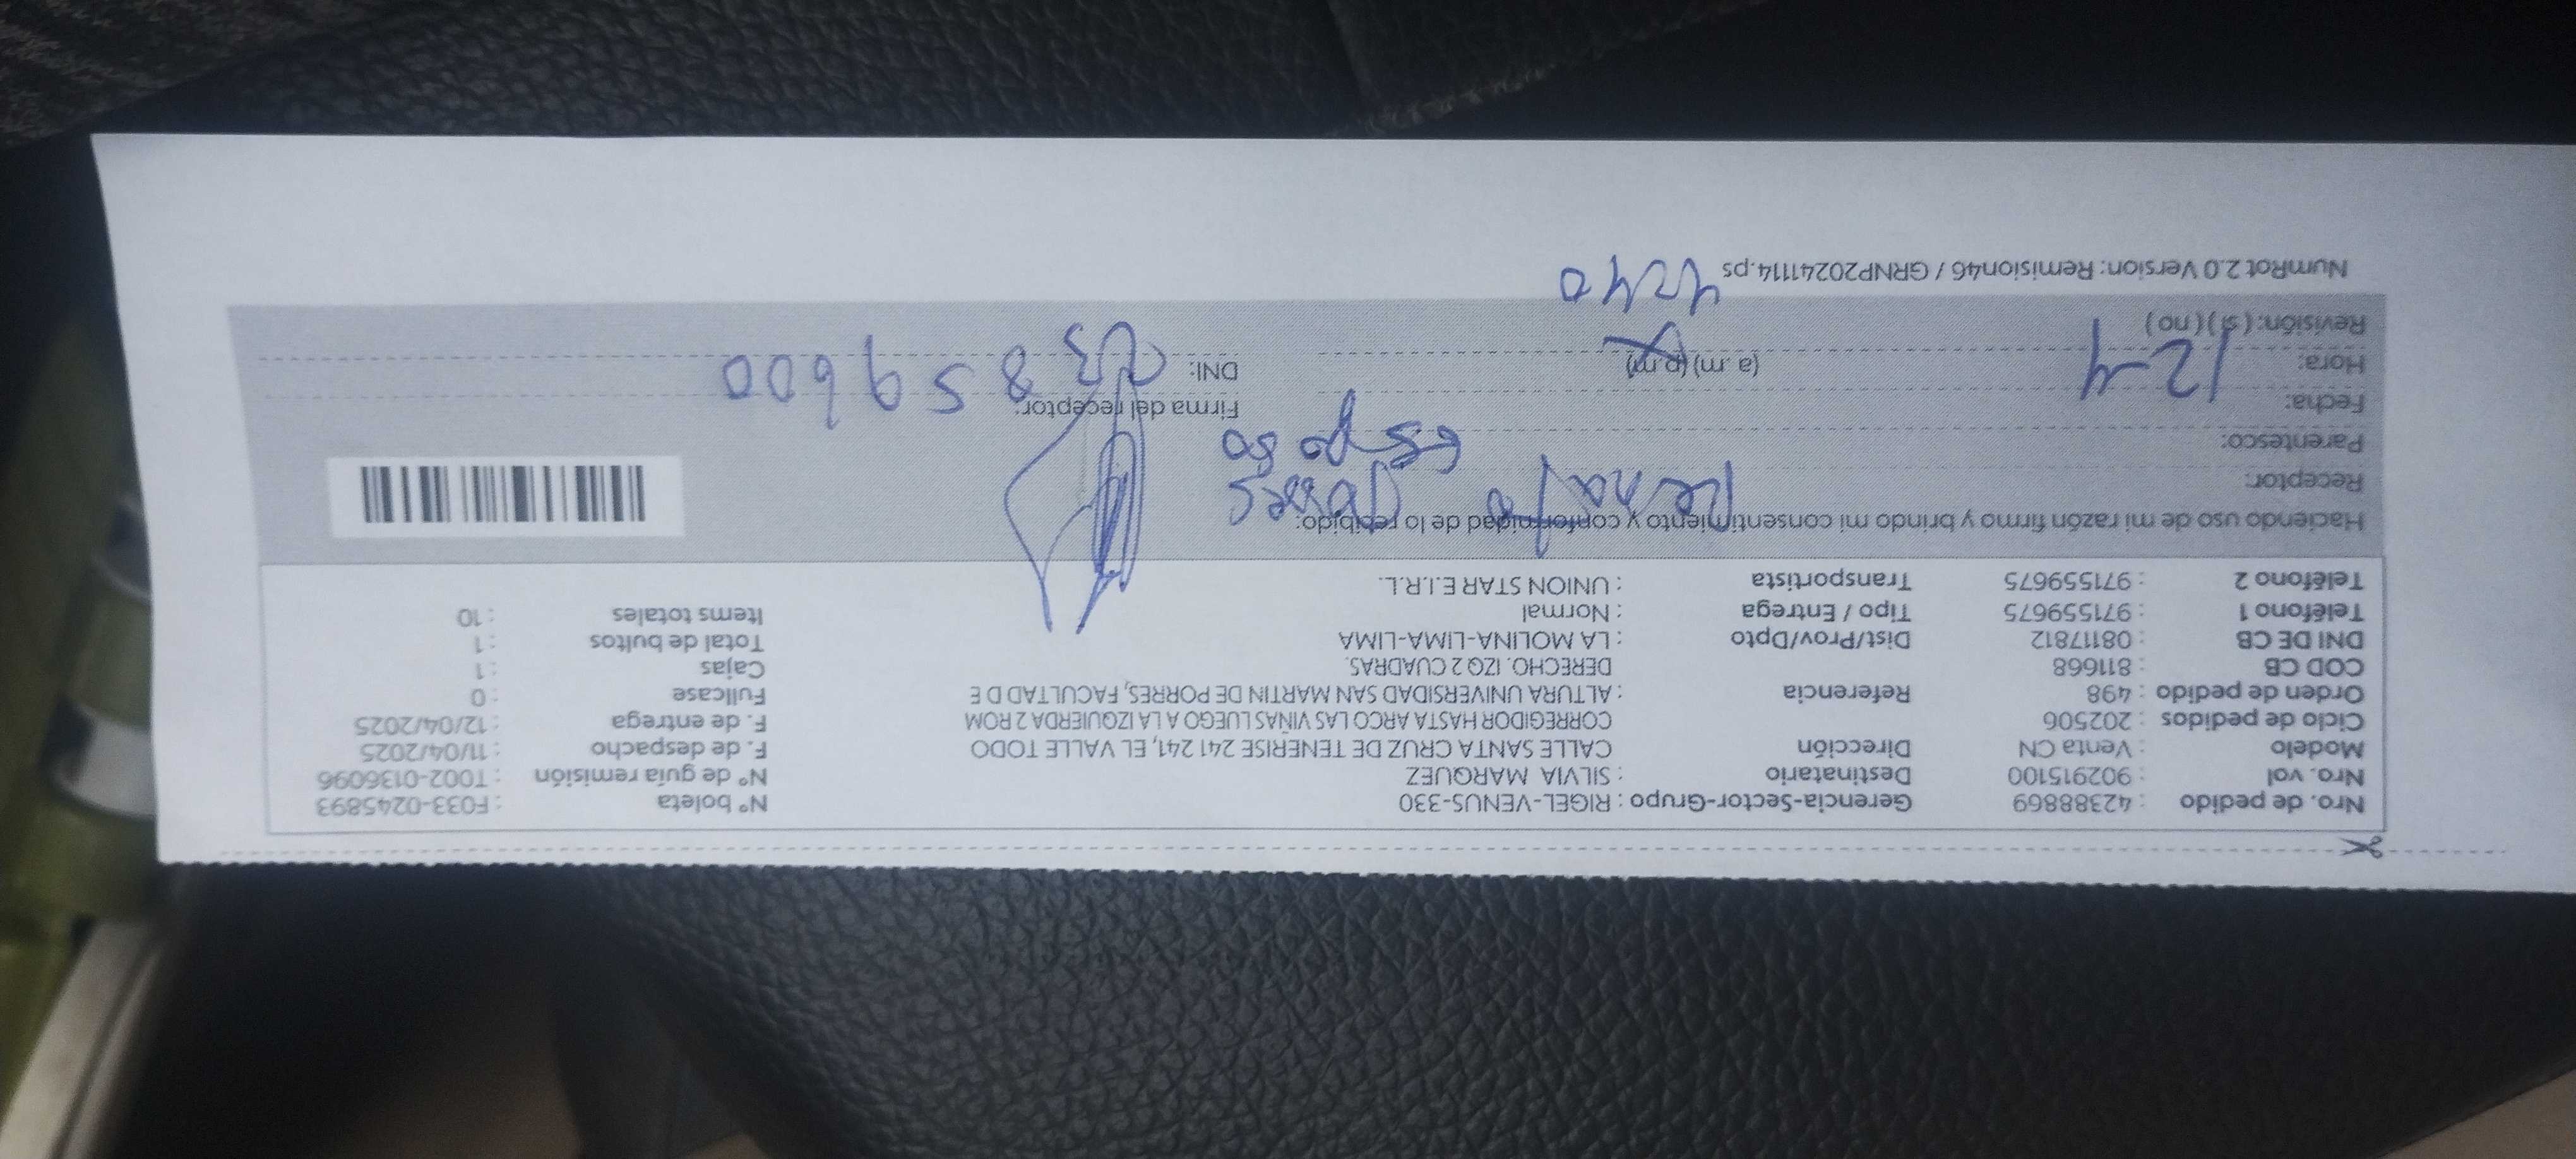 Nro. de pedido : 42388869 Gerencia-Sector-Grupo : RIGEL-VENUS-330 N° boleta : F033-0245893
Nro. vol : 902915100 Destinatario : SILVIA MARQUEZ N° de guía remisión : T002-0136096
Modelo : Venta CN Dirección CALLE SANTA CRUZ DE TENERISE 241 241, EL VALLE TODO F. de despacho : 11/04/2025
Ciclo de pedidos : 202506 CORREGIDOR HASTA ARCO LAS VIÑAS LUEGO A LA IZQUIERDA 2 ROM F. de entrega : 12/04/2025
Orden de pedido : 498 Referencia : ALTURA UNIVERSIDAD SAN MARTIN DE PORRES, FACULTAD D E Fullcase : 0
COD CB : 811668 DERECHO. IZQ 2 CUADRAS. Cajas : 1
DNI DE CB : 08117812 Dist/Prov/Dpto : LA MOLINA-LIMA-LIMA Total de bultos : 1
Teléfono 1 : 971559675 Tipo / Entrega : Normal Items totales : 10
Teléfono 2 : 971559675 Transportista : UNION STAR E.I.R.L.
Haciendo uso de mi razón firmo y brindo mi consentimiento y conformidad de lo recibido:
Receptor:
Parentesco: esposo
Fecha: 12-4 Firma del receptor:
Hora: (a.m) (p.m) DNI:
Revisión: ( si ) ( no )
NumRot 2.0 Version: Remision46 / GRNP20241114.ps